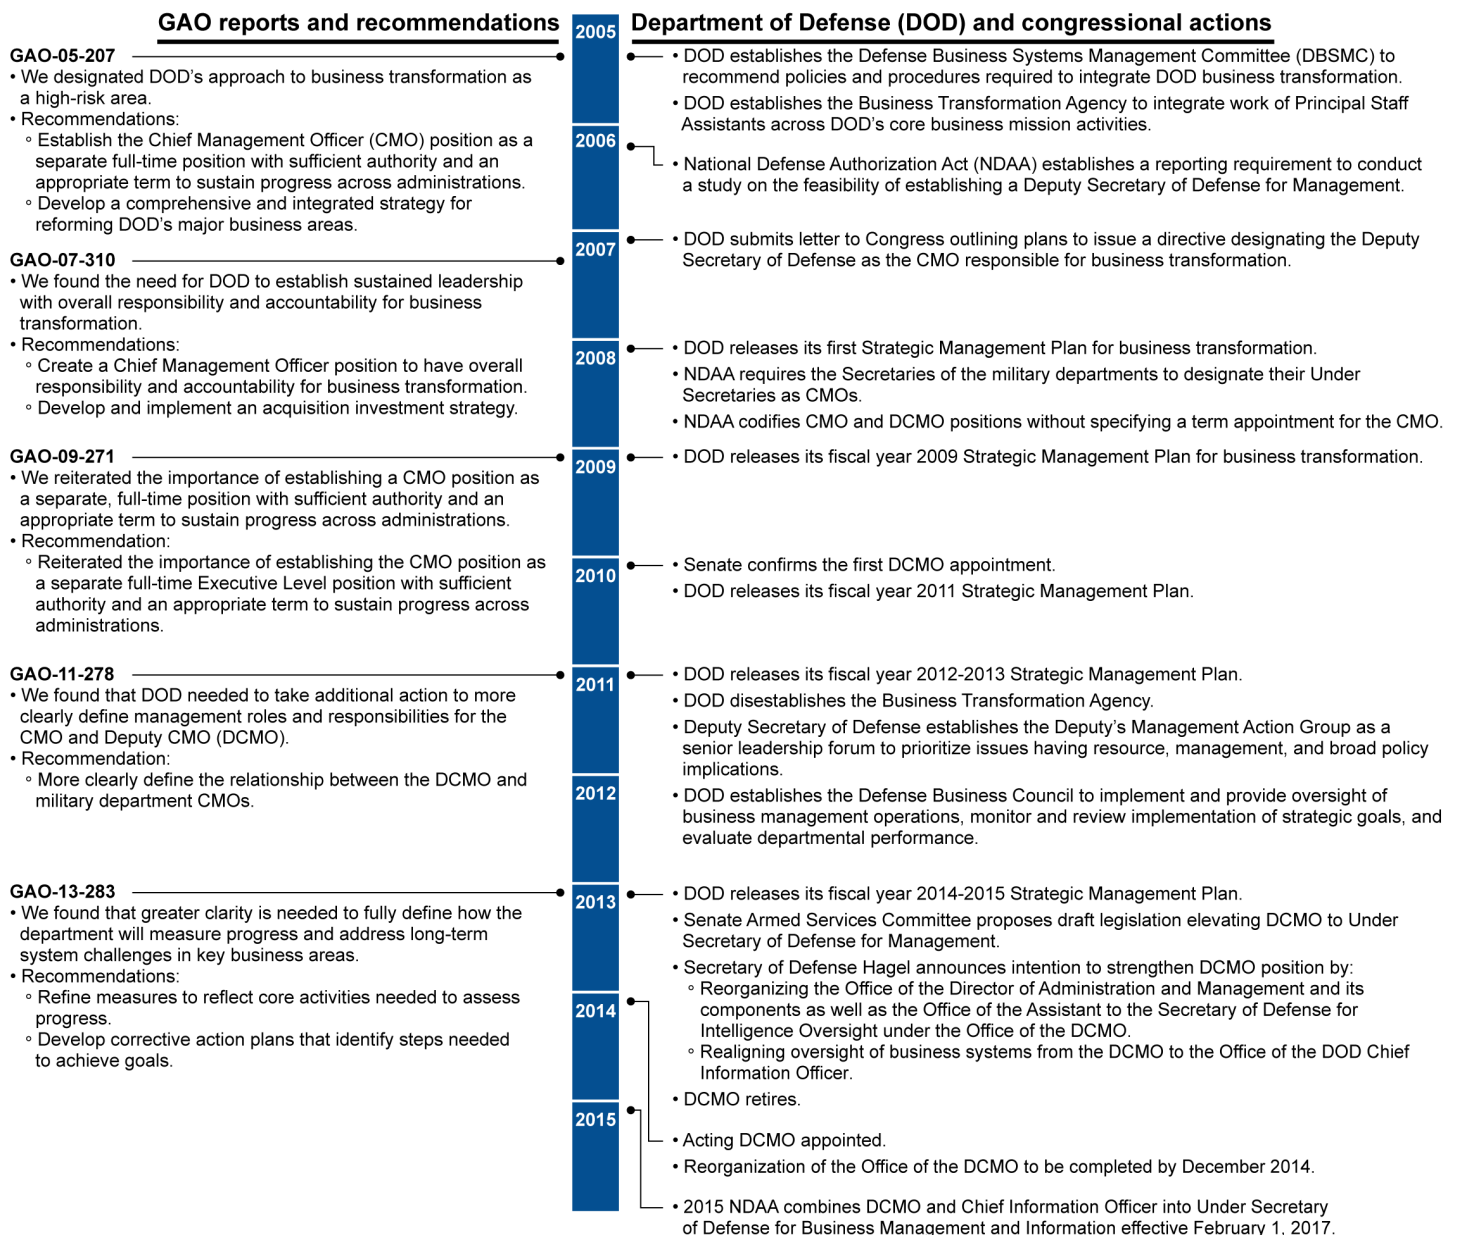 GAO reports and recommendations
GAO-05-207
• We designated DOD's approach to business transformation as
a high-risk area.
• Recommendations:
◦ Establish the Chief Management Officer (CMO) position as a
separate full-time position with sufficient authority and an
appropriate term to sustain progress across administrations.
◦ Develop a comprehensive and integrated strategy for
reforming DOD's major business areas.
GAO-07-310
• We found the need for DOD to establish sustained leadership
with overall responsibility and accountability for business
transformation.
• Recommendations:
◦ Create a Chief Management Officer position to have overall
responsibility and accountability for business transformation.
◦ Develop and implement an acquisition investment strategy.
GAO-09-271
• We reiterated the importance of establishing a CMO position as
a separate, full-time position with sufficient authority and an
appropriate term to sustain progress across administrations.
• Recommendation:
◦ Reiterated the importance of establishing the CMO position as
a separate full-time Executive Level position with sufficient
authority and an appropriate term to sustain progress across
administrations.
GAO-11-278
• We found that DOD needed to take additional action to more
clearly define management roles and responsibilities for the
CMO and Deputy CMO (DCMO).
• Recommendation:
◦ More clearly define the relationship between the DCMO and
military department CMOs.
GAO-13-283
• We found that greater clarity is needed to fully define how the
department will measure progress and address long-term
system challenges in key business areas.
• Recommendations:
◦ Refine measures to reflect core activities needed to assess
progress.
◦ Develop corrective action plans that identify steps needed
to achieve goals.
2005
2006
2007
2008
2009
2010
2011
2012
2013
2014
2015
Department of Defense (DOD) and congressional actions
• DOD establishes the Defense Business Systems Management Committee (DBSMC) to
recommend policies and procedures required to integrate DOD business transformation.
• DOD establishes the Business Transformation Agency to integrate work of Principal Staff
Assistants across DOD's core business mission activities.
• National Defense Authorization Act (NDAA) establishes a reporting requirement to conduct
a study on the feasibility of establishing a Deputy Secretary of Defense for Management.
• DOD submits letter to Congress outlining plans to issue a directive designating the Deputy
Secretary of Defense as the CMO responsible for business transformation.
• DOD releases its first Strategic Management Plan for business transformation.
• NDAA requires the Secretaries of the military departments to designate their Under
Secretaries as CMOs.
• NDAA codifies CMO and DCMO positions without specifying a term appointment for the CMO.
• DOD releases its fiscal year 2009 Strategic Management Plan for business transformation.
• Senate confirms the first DCMO appointment.
• DOD releases its fiscal year 2011 Strategic Management Plan.
• DOD releases its fiscal year 2012-2013 Strategic Management Plan.
• DOD disestablishes the Business Transformation Agency.
• Deputy Secretary of Defense establishes the Deputy's Management Action Group as a
senior leadership forum to prioritize issues having resource, management, and broad policy
implications.
• DOD establishes the Defense Business Council to implement and provide oversight of
business management operations, monitor and review implementation of strategic goals, and
evaluate departmental performance.
• DOD releases its fiscal year 2014-2015 Strategic Management Plan.
• Senate Armed Services Committee proposes draft legislation elevating DCMO to Under
Secretary of Defense for Management.
• Secretary of Defense Hagel announces intention to strengthen DCMO position by:
◦ Reorganizing the Office of the Director of Administration and Management and its
components as well as the Office of the Assistant to the Secretary of Defense for
Intelligence Oversight under the Office of the DCMO.
◦ Realigning oversight of business systems from the DCMO to the Office of the DOD Chief
Information Officer.
• DCMO retires.
• Acting DCMO appointed.
• Reorganization of the Office of the DCMO to be completed by December 2014.
• 2015 NDAA combines DCMO and Chief Information Officer into Under Secretary
of Defense for Business Management and Information effective February 1, 2017.